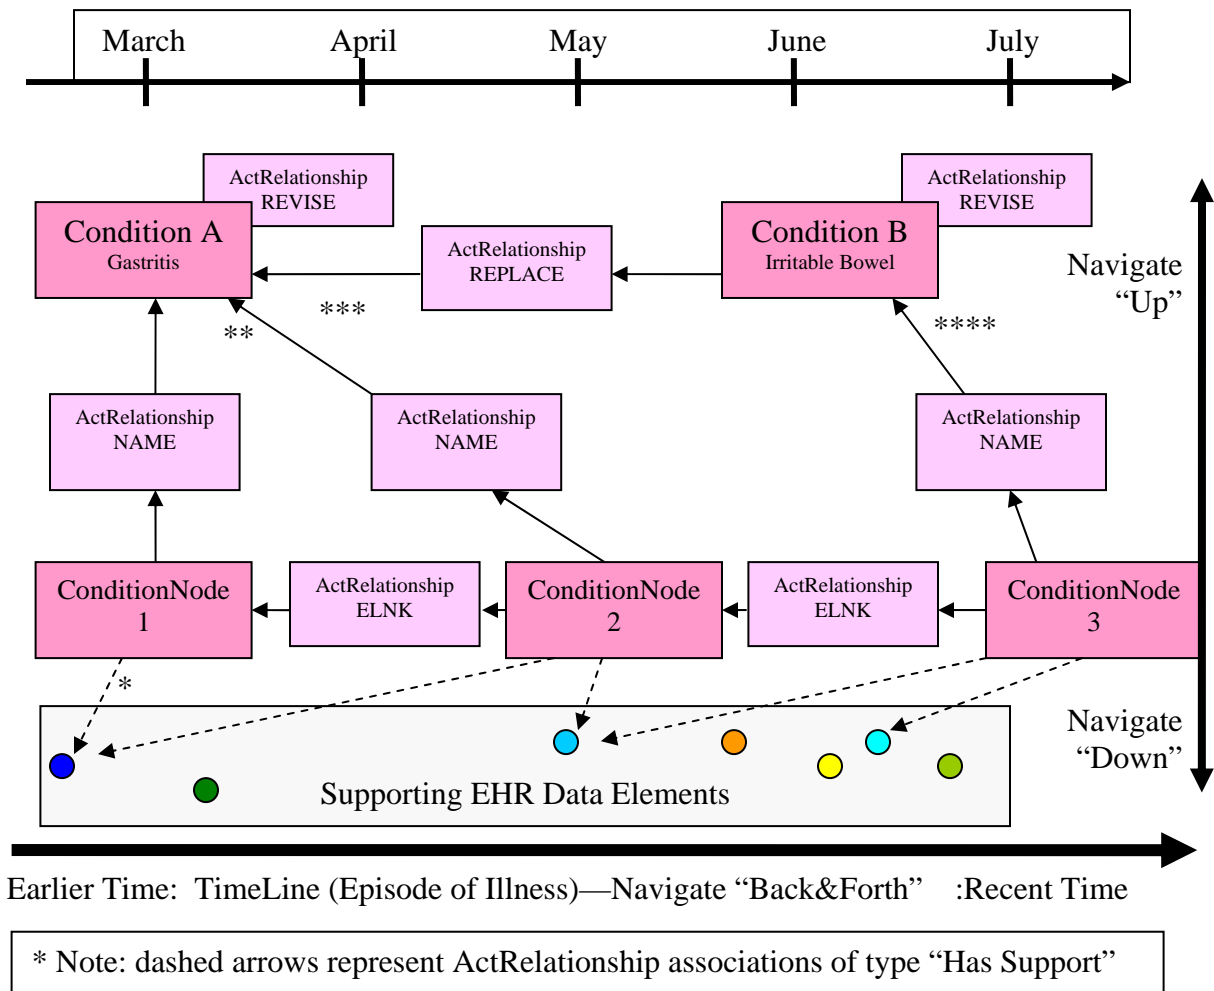 March April May June July
ActRelationship
REVISE
ActRelationship
REVISE
Condition A
Gastritis
ActRelationship
REPLACE
Condition B
Irritable Bowel
Navigate
“Up”
***
**
****
ActRelationship
NAME
ActRelationship
NAME
ActRelationship
NAME
ConditionNode
1
ActRelationship
ELNK
ConditionNode
2
ActRelationship
ELNK
ConditionNode
3
*
Navigate
“Down”
Supporting EHR Data Elements
Earlier Time: TimeLine (Episode of Illness)—Navigate “Back&Forth” :Recent Time
* Note: dashed arrows represent ActRelationship associations of type “Has Support”